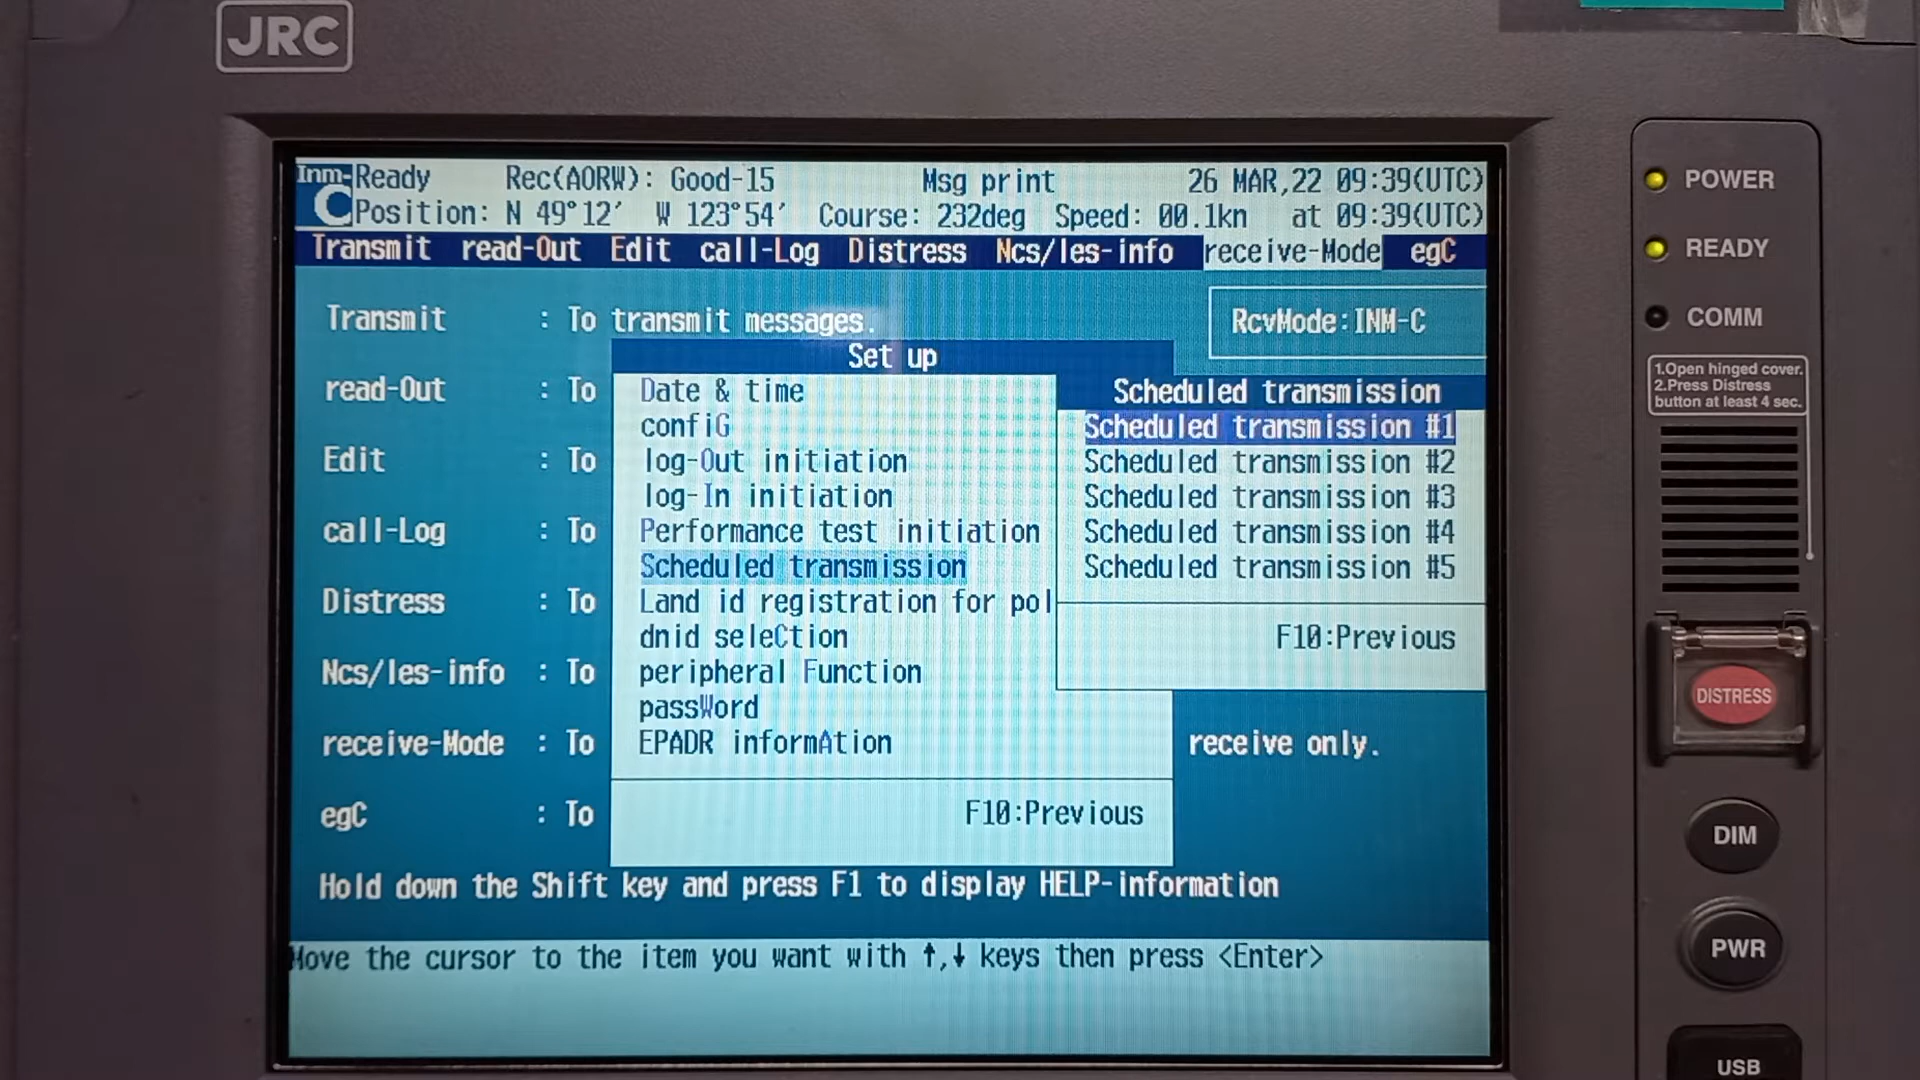 JRC
Inm-C Ready Rec(AORW): Good-15 Msg print 26 MAR,22 09:39(UTC)
Position: N 49°12′ W 123°54′ Course: 232deg Speed: 00.1kn at 09:39(UTC)
Transmit read-Out Edit call-Log Distress Ncs/les-info receive-Mode egC
Transmit : To transmit messages.
RcvMode:INM-C
read-Out : To
Edit : To
call-Log : To
Distress : To
Ncs/les-info : To
receive-Mode : To
receive only.
egC : To
Set up
Date & time
confiG
log-Out initiation
log-In initiation
Performance test initiation
Scheduled transmission
Land id registration for pol
dnid seleCtion
peripheral Function
passWord
EPADR informAtion
F10:Previous
Scheduled transmission
Scheduled transmission #1
Scheduled transmission #2
Scheduled transmission #3
Scheduled transmission #4
Scheduled transmission #5
F10:Previous
Hold down the Shift key and press F1 to display HELP-information
Move the cursor to the item you want with ↑,↓ keys then press <Enter>
POWER
READY
COMM
1.Open hinged cover.
2.Press Distress
button at least 4 sec.
DISTRESS
DIM
PWR
USB